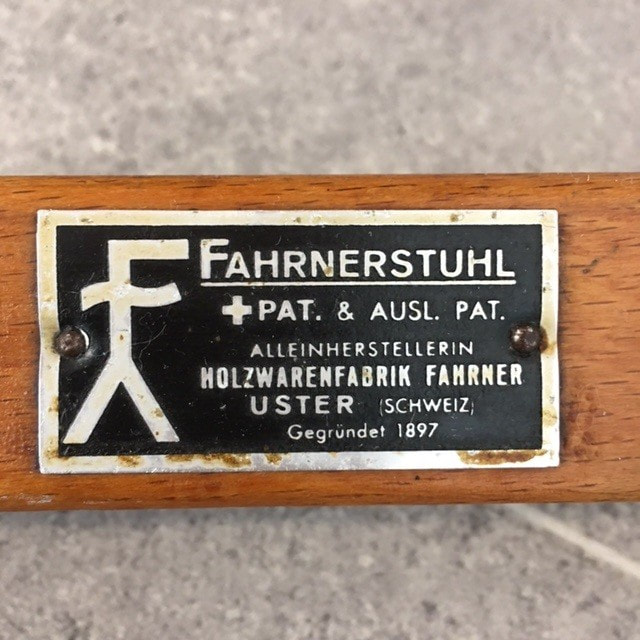 FAHRNERSTUHL
+PAT. & AUSL. PAT.
ALLEINHERSTELLERIN
HOLZWARENFABRIK FAHRNER
USTER (SCHWEIZ)
Gegründet 1897